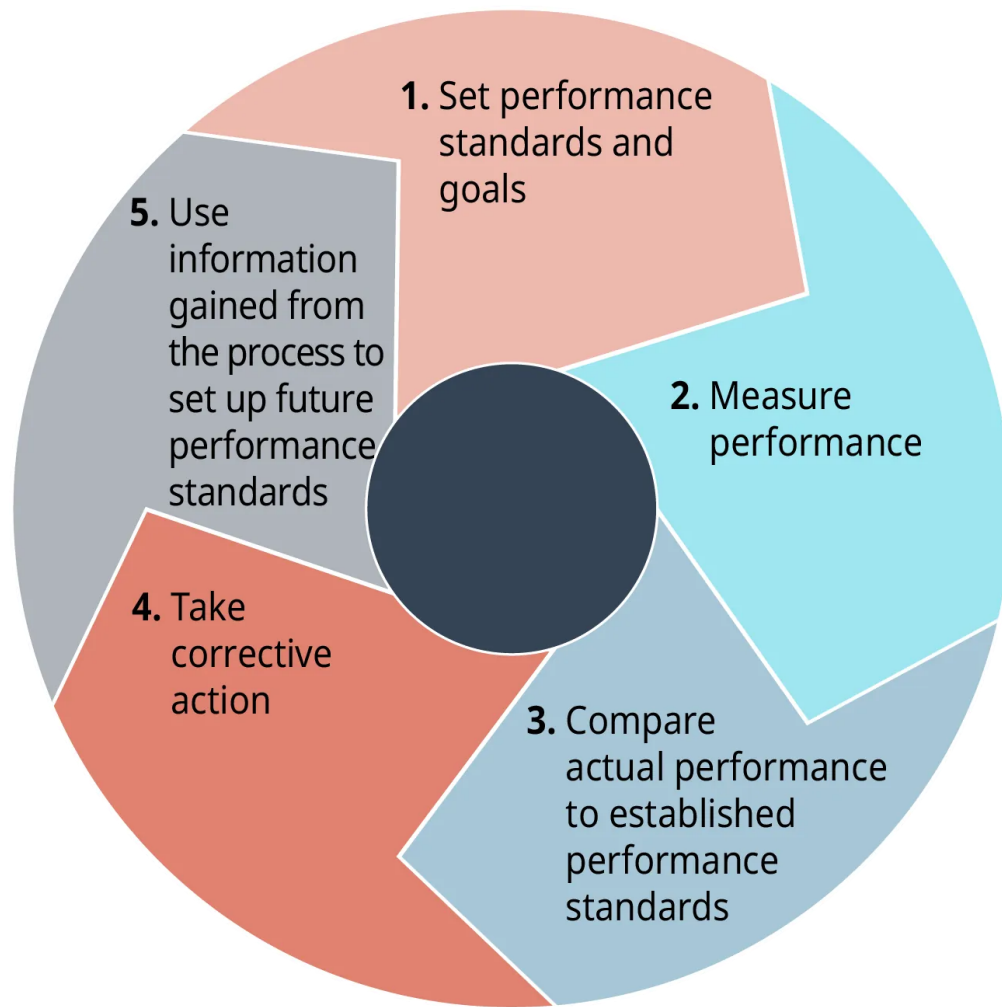 1. Set performance
standards and
goals
2. Measure
performance
3. Compare
actual performance
to established
performance
standards
4. Take
corrective
action
5. Use
information
gained from
the process to
set up future
performance
standards